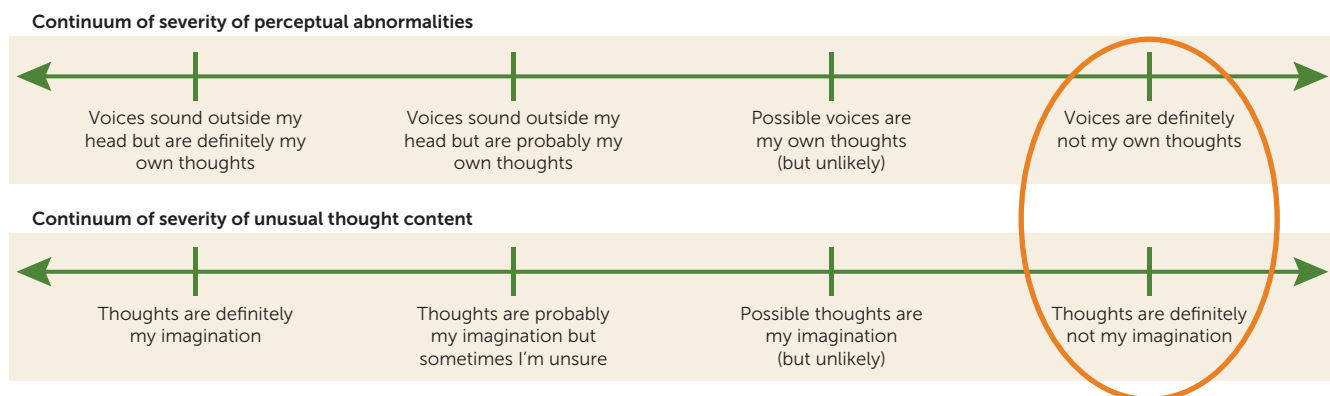 Continuum of severity of perceptual abnormalities
Voices sound outside my
head but are definitely my
own thoughts
Voices sound outside my
head but are probably my
own thoughts
Possible voices are
my own thoughts
(but unlikely)
Voices are definitely
not my own thoughts
Continuum of severity of unusual thought content
Thoughts are definitely
my imagination
Thoughts are probably
my imagination but
sometimes I'm unsure
Possible thoughts are
my imagination
(but unlikely)
Thoughts are definitely
not my imagination